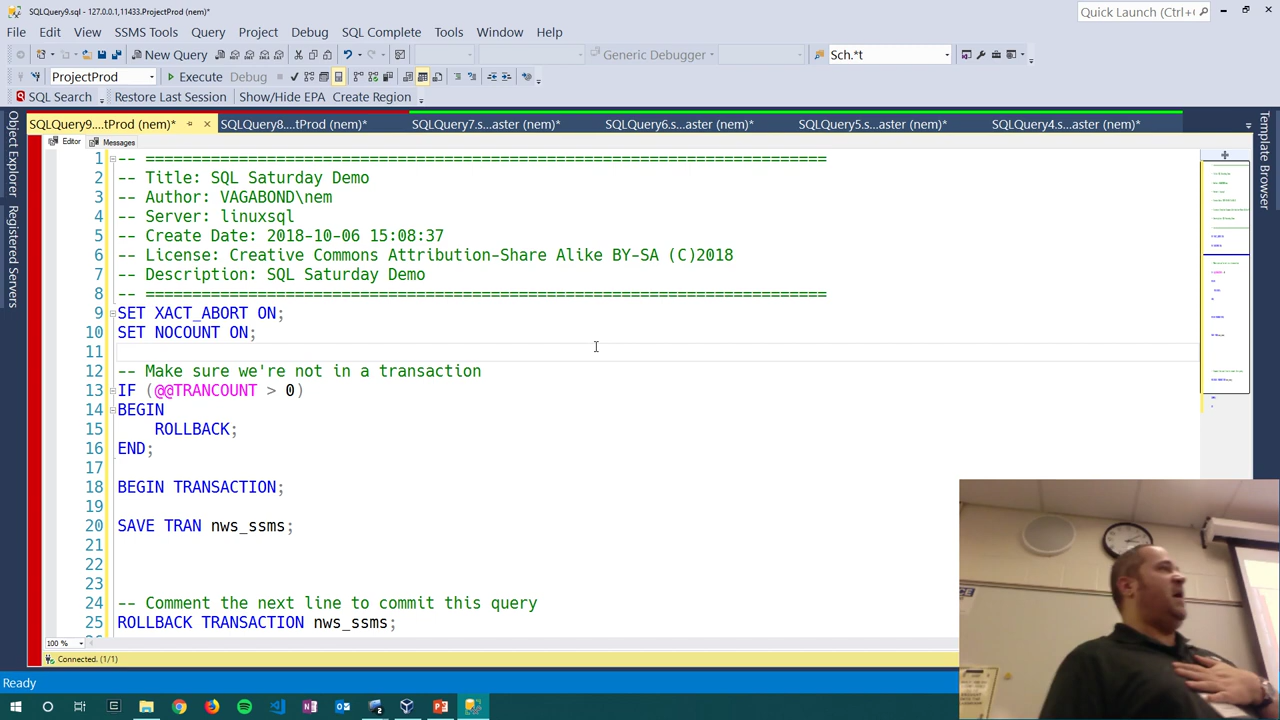 SQLQuery9.sql - 127.0.0.1,11433.ProjectProd (nem)*
Quick Launch (Ctrl+
File Edit View SSMS Tools Query Project Debug SQL Complete Tools Window Help
New Query Generic Debugger Sch.*t
ProjectProd Execute Debug
SQL Search Restore Last Session Show/Hide EPA Create Region
SQLQuery9....tProd (nem)* SQLQuery8....tProd (nem)* SQLQuery7.s...aster (nem)* SQLQuery6.s...aster (nem)* SQLQuery5.s...aster (nem)* SQLQuery4.s...aster (nem)*
Object Explorer
Registered Servers
Template Browser
Editor Messages
1 -- =========================================================================
2 -- Title: SQL Saturday Demo
3 -- Author: VAGABOND\nem
4 -- Server: linuxsql
5 -- Create Date: 2018-10-06 15:08:37
6 -- License: Creative Commons Attribution-Share Alike BY-SA (C)2018
7 -- Description: SQL Saturday Demo
8 -- =========================================================================
9 SET XACT_ABORT ON;
10 SET NOCOUNT ON;
11
12 -- Make sure we're not in a transaction
13 IF (@@TRANCOUNT > 0)
14 BEGIN
15 ROLLBACK;
16 END;
17
18 BEGIN TRANSACTION;
19
20 SAVE TRAN nws_ssms;
21
22
23
24 -- Comment the next line to commit this query
25 ROLLBACK TRANSACTION nws_ssms;
100 %
Connected. (1/1)
Ready